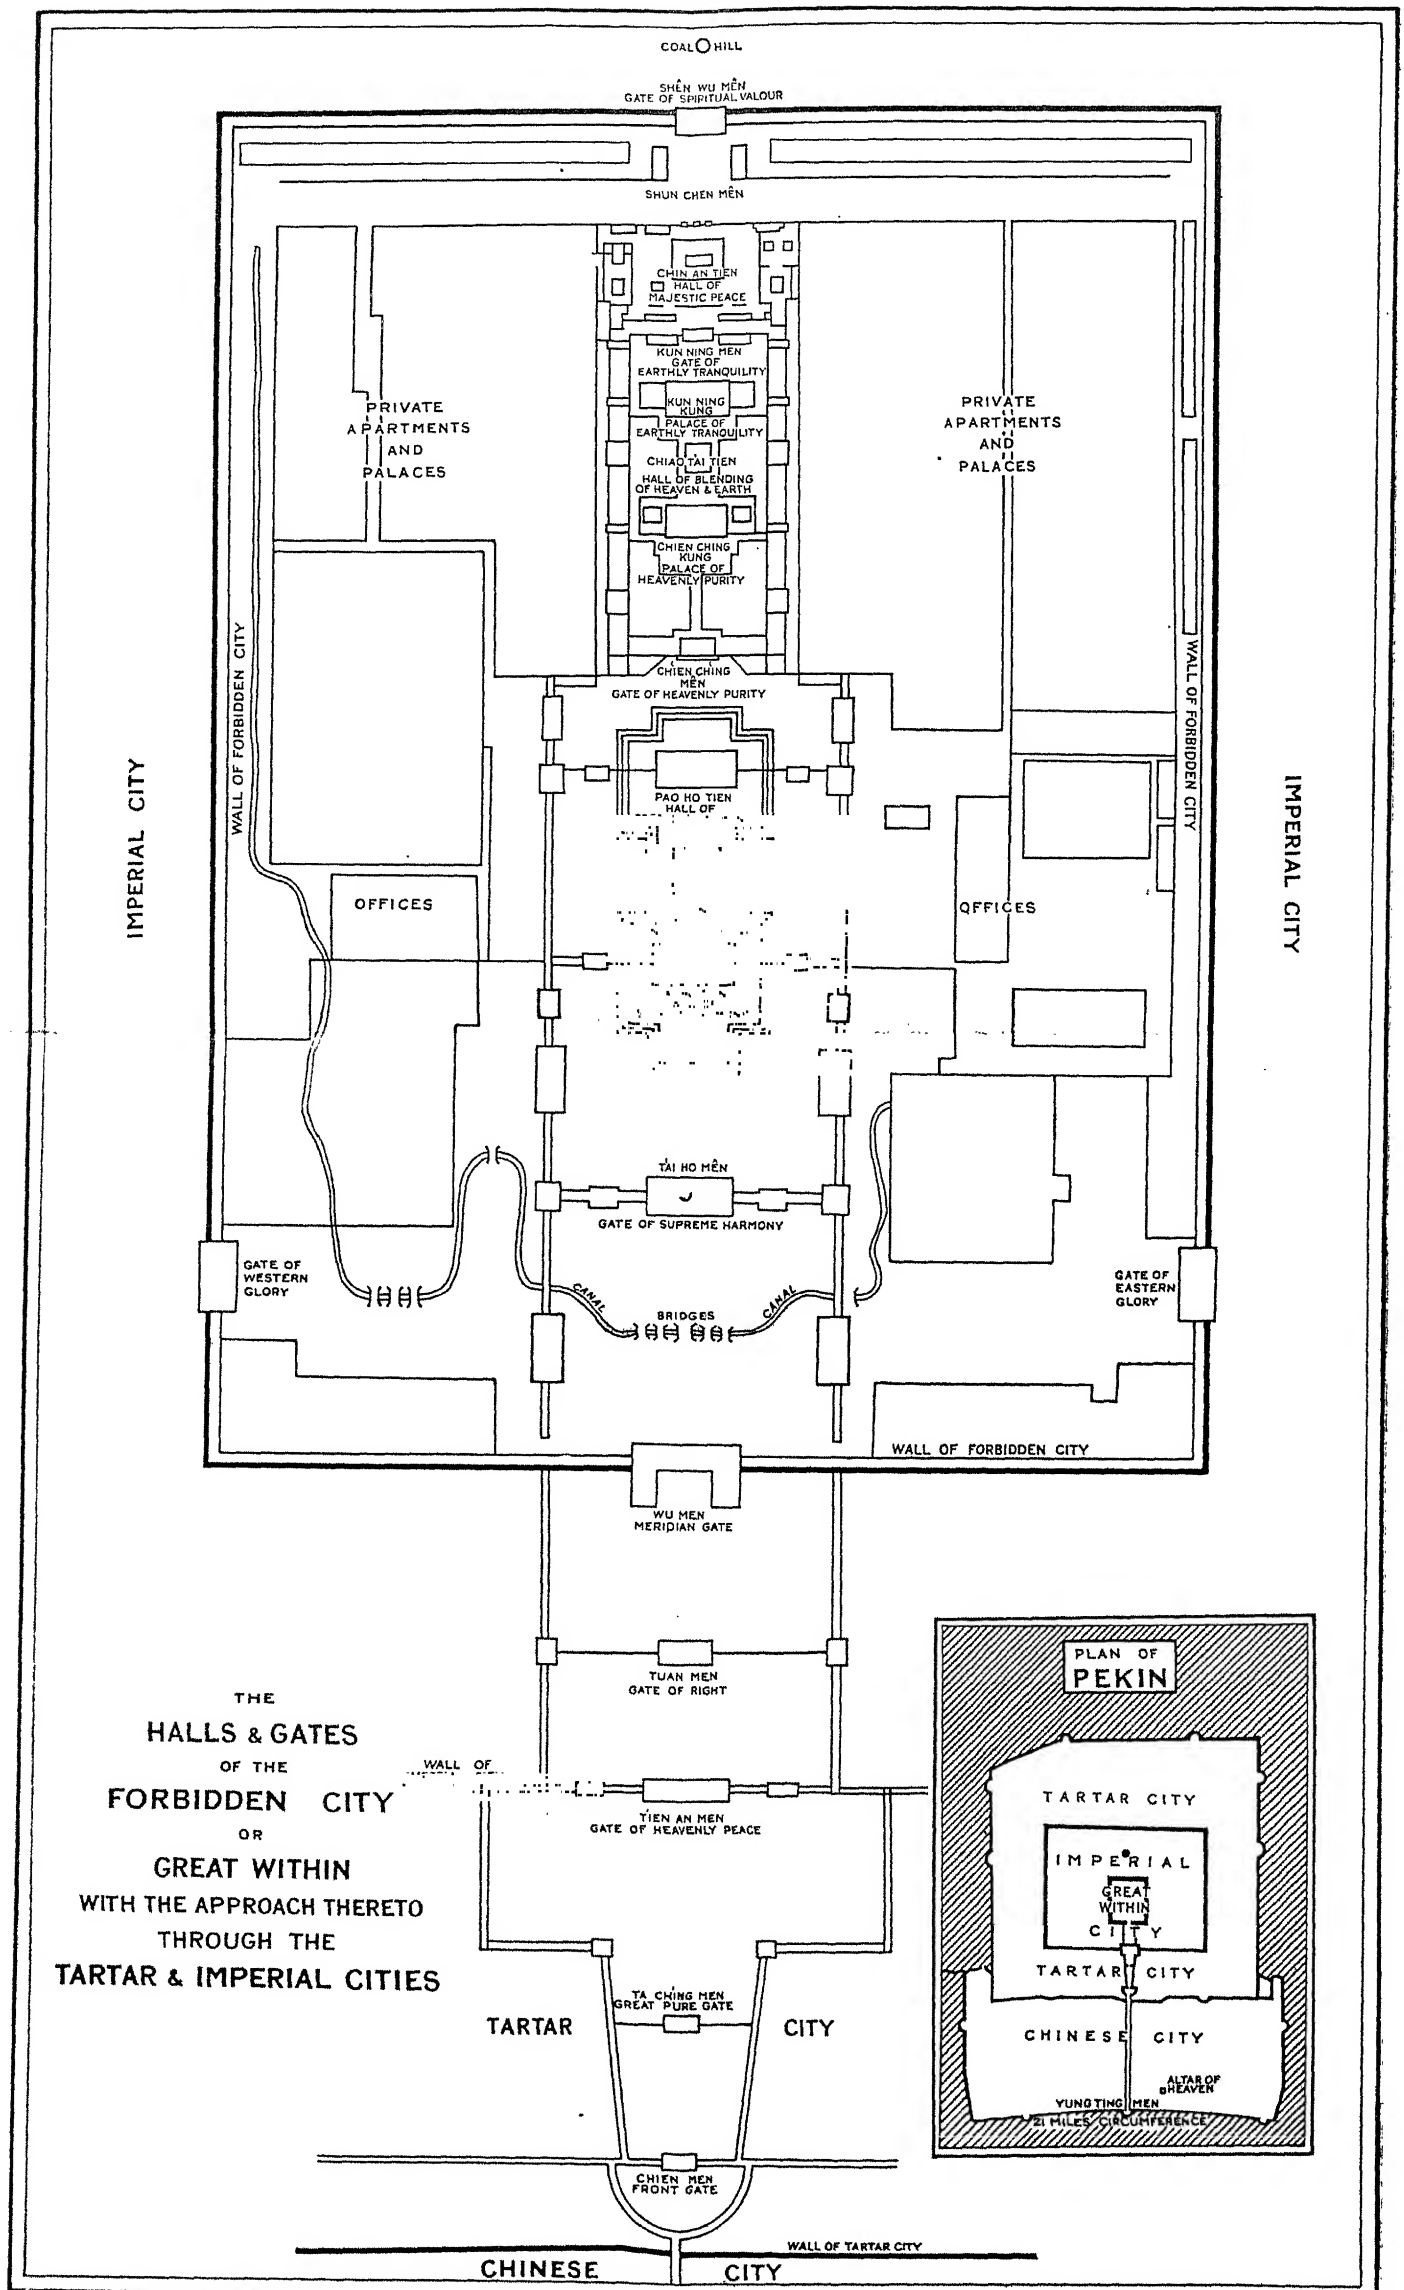 COAL HILL
SHÊN WU MÊN
GATE OF SPIRITUAL VALOUR
SHUN CHEN MÊN
CHIN AN TIEN
HALL OF
MAJESTIC PEACE
KUN NING MEN
GATE OF
EARTHLY TRANQUILITY
KUN NING
KUNG
PALACE OF
EARTHLY TRANQUILITY
CHIAO TAI TIEN
HALL OF BLENDING
OF HEAVEN & EARTH
CHIEN CHING
KUNG
PALACE OF
HEAVENLY PURITY
CHIEN CHING
MÊN
GATE OF HEAVENLY PURITY
PRIVATE
APARTMENTS
AND
PALACES
PRIVATE
APARTMENTS
AND
PALACES
WALL OF FORBIDDEN CITY
WALL OF FORBIDDEN CITY
IMPERIAL CITY
IMPERIAL CITY
PAO HO TIEN
HALL OF
OFFICES
OFFICES
TAI HO MÊN
GATE OF SUPREME HARMONY
GATE OF
WESTERN
GLORY
GATE OF
EASTERN
GLORY
CANAL
BRIDGES
CANAL
WALL OF FORBIDDEN CITY
WU MEN
MERIDIAN GATE
TUAN MEN
GATE OF RIGHT
WALL OF
TIEN AN MEN
GATE OF HEAVENLY PEACE
THE
HALLS & GATES
OF THE
FORBIDDEN CITY
OR
GREAT WITHIN
WITH THE APPROACH THERETO
THROUGH THE
TARTAR & IMPERIAL CITIES
TA CHING MEN
GREAT PURE GATE
TARTAR CITY
CHIEN MEN
FRONT GATE
WALL OF TARTAR CITY
CHINESE CITY
PLAN OF
PEKIN
TARTAR CITY
IMPERIAL
GREAT
WITHIN
CITY
TARTAR CITY
CHINESE CITY
ALTAR OF
HEAVEN
YUNG TING MEN
21 MILES CIRCUMFERENCE